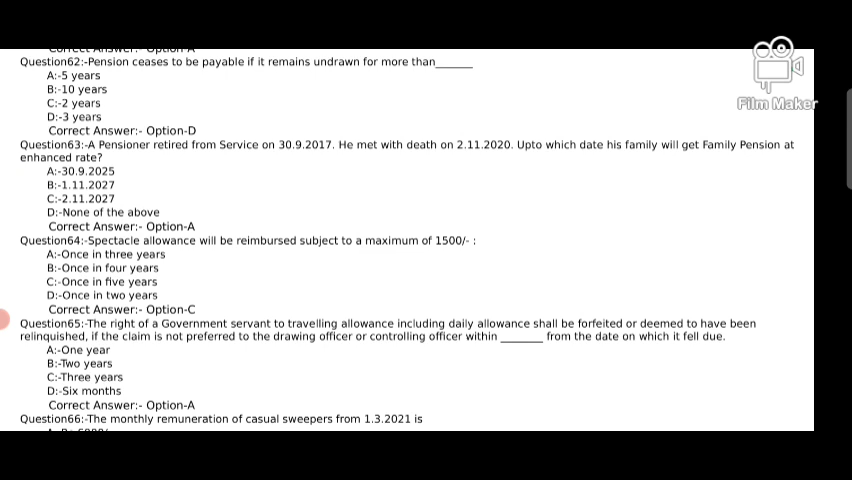 Correct Answer:- Option-A
Question62:-Pension ceases to be payable if it remains undrawn for more than______
A:-5 years
B:-10 years
C:-2 years
D:-3 years
Correct Answer:- Option-D
Question63:-A Pensioner retired from Service on 30.9.2017. He met with death on 2.11.2020. Upto which date his family will get Family Pension at
enhanced rate?
A:-30.9.2025
B:-1.11.2027
C:-2.11.2027
D:-None of the above
Correct Answer:- Option-A
Question64:-Spectacle allowance will be reimbursed subject to a maximum of 1500/- :
A:-Once in three years
B:-Once in four years
C:-Once in five years
D:-Once in two years
Correct Answer:- Option-C
Question65:-The right of a Government servant to travelling allowance including daily allowance shall be forfeited or deemed to have been
relinquished, if the claim is not preferred to the drawing officer or controlling officer within _______ from the date on which it fell due.
A:-One year
B:-Two years
C:-Three years
D:-Six months
Correct Answer:- Option-A
Question66:-The monthly remuneration of casual sweepers from 1.3.2021 is
Film Maker